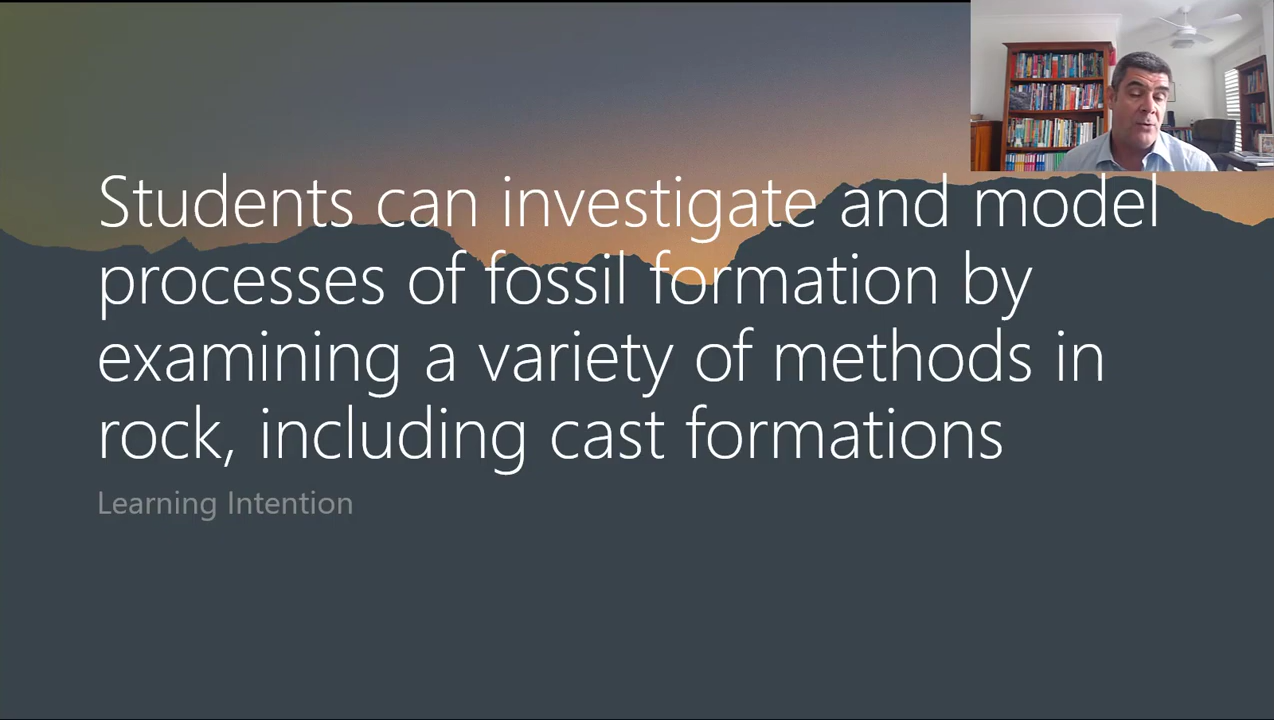 Students can investigate and model
processes of fossil formation by
examining a variety of methods in
rock, including cast formations
Learning Intention